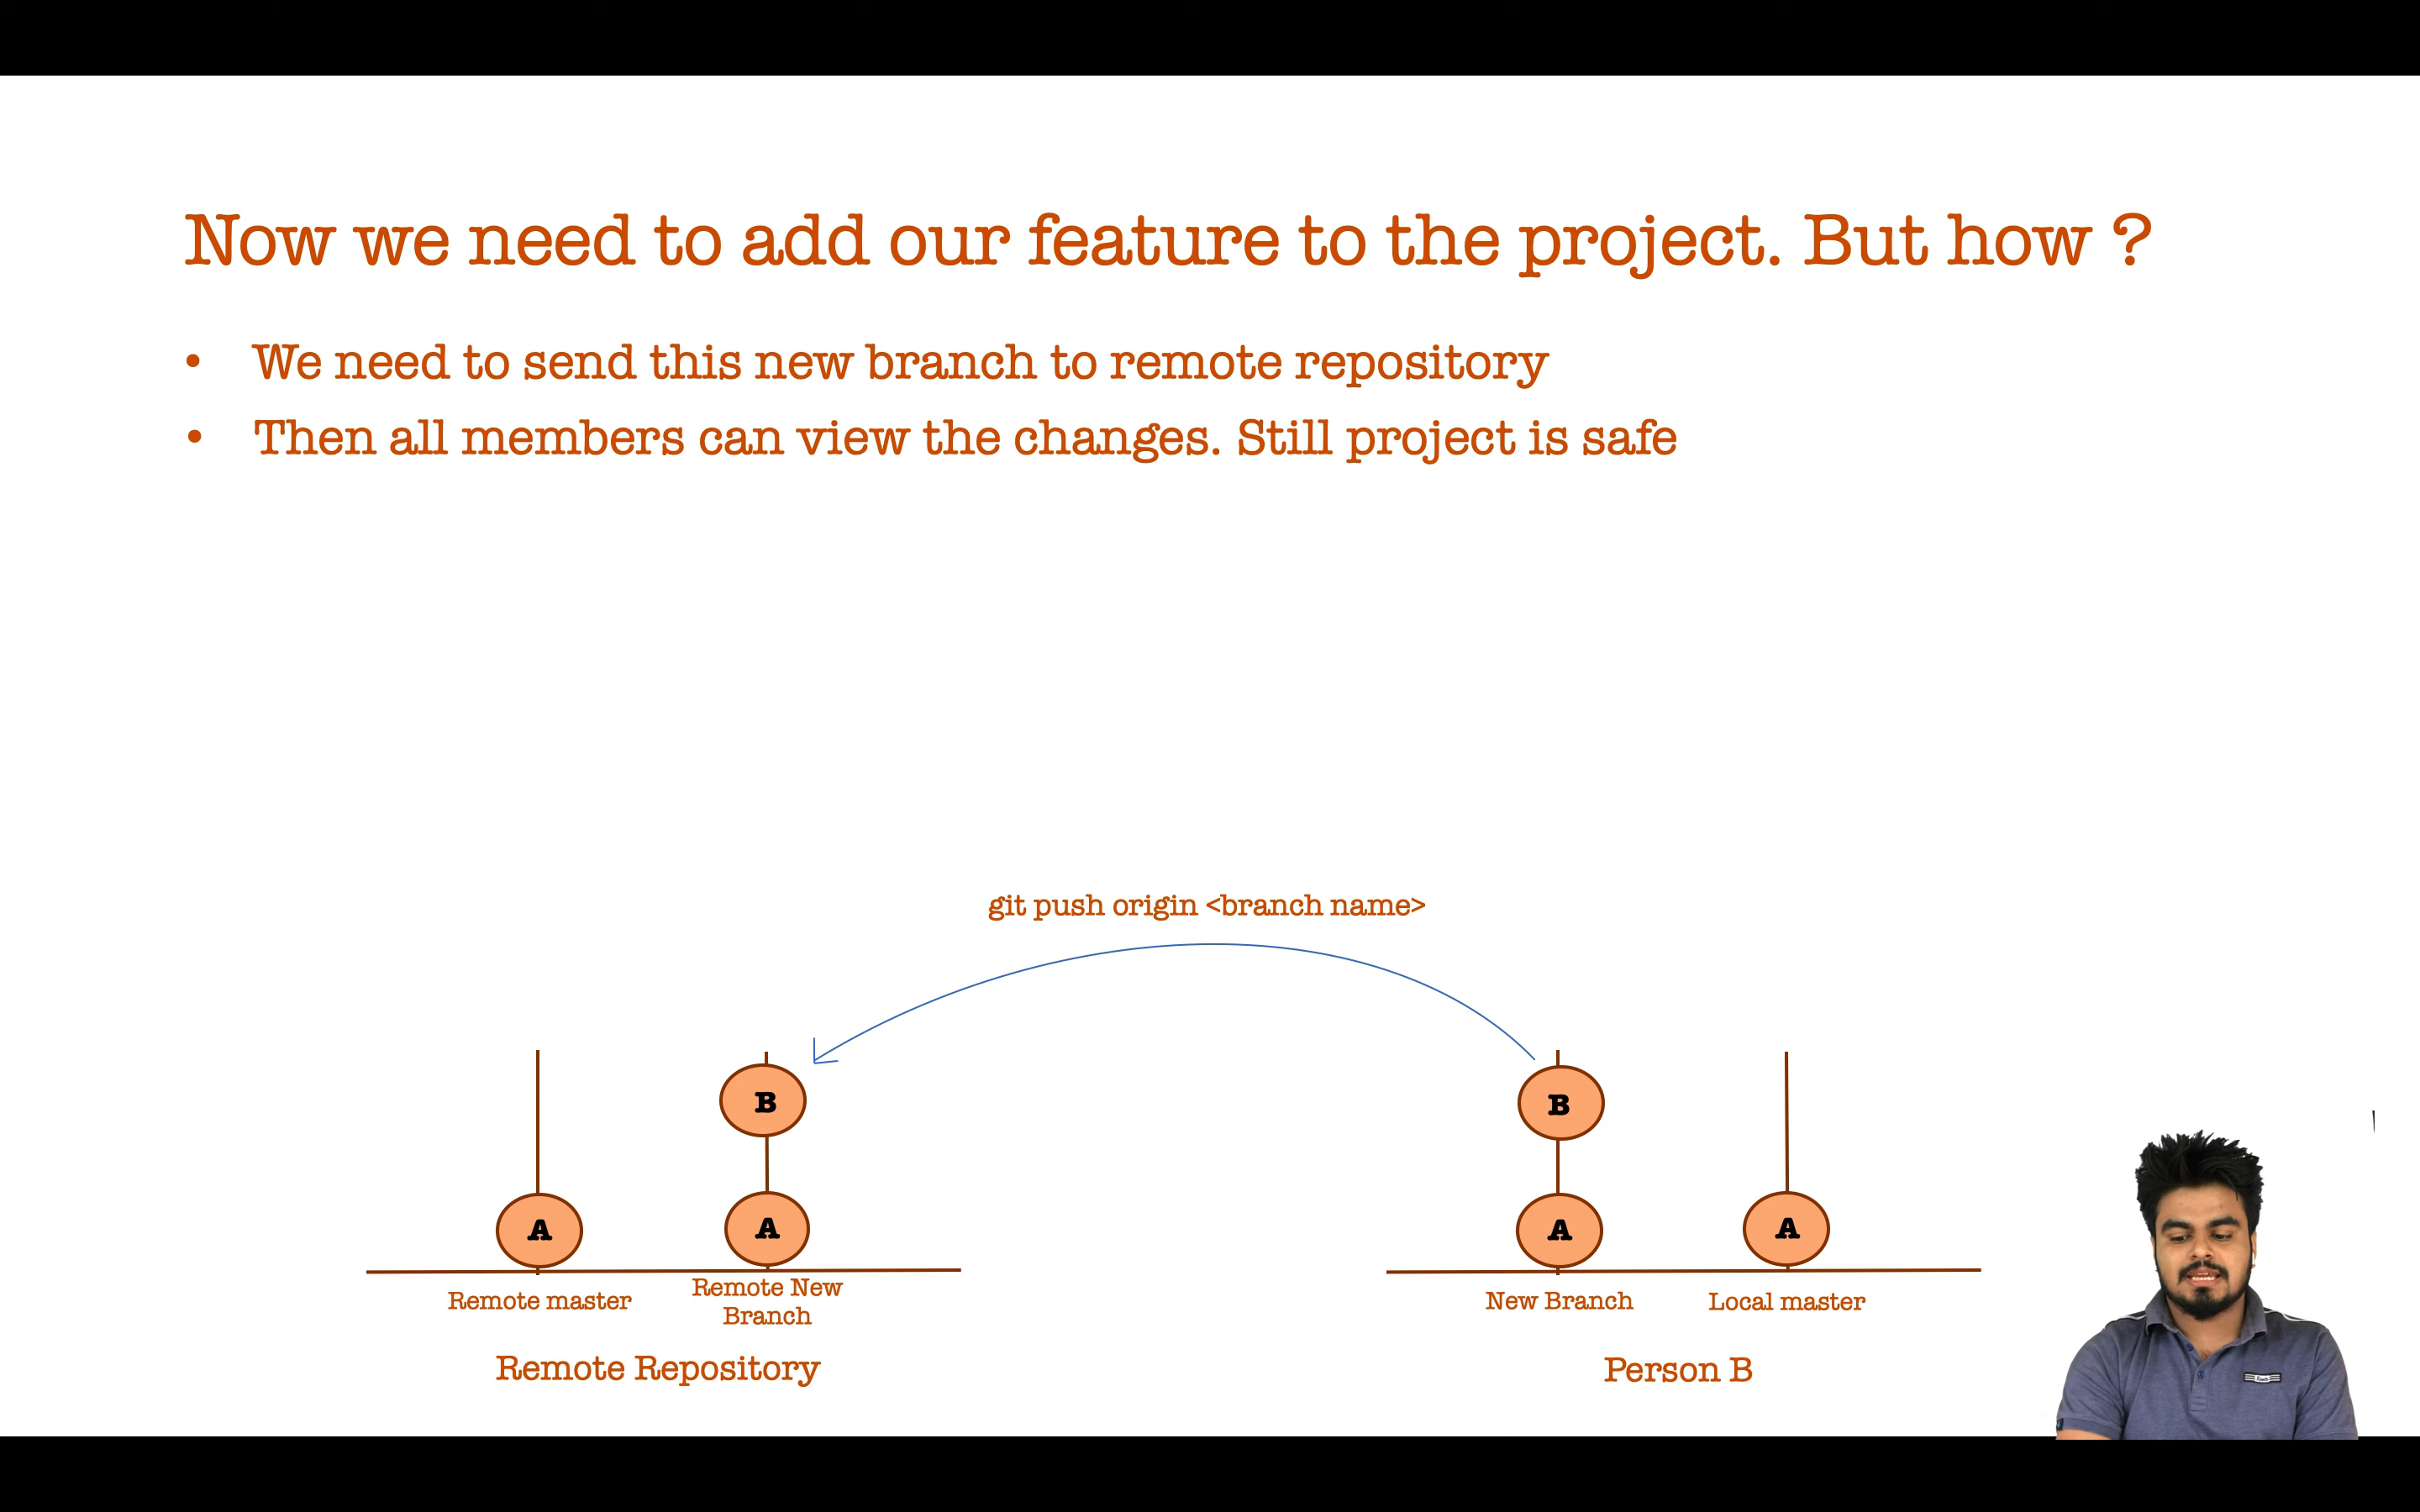 Now we need to add our feature to the project. But how ?
• We need to send this new branch to remote repository
• Then all members can view the changes. Still project is safe
git push origin <branch name>
B
B
A
A
A
A
Remote master
Remote New
Branch
New Branch
Local master
Remote Repository
Person B